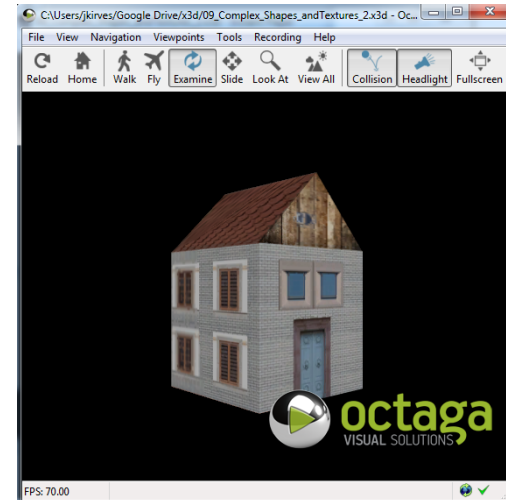 C:\Users/jkirves/Google Drive/x3d/09_Complex_Shapes_andTextures_2.x3d - Oc...
File View Navigation Viewpoints Tools Recording Help
Reload Home Walk Fly Examine Slide Look At View All Collision Headlight Fullscreen
octaga
VISUAL SOLUTIONS
FPS: 70.00